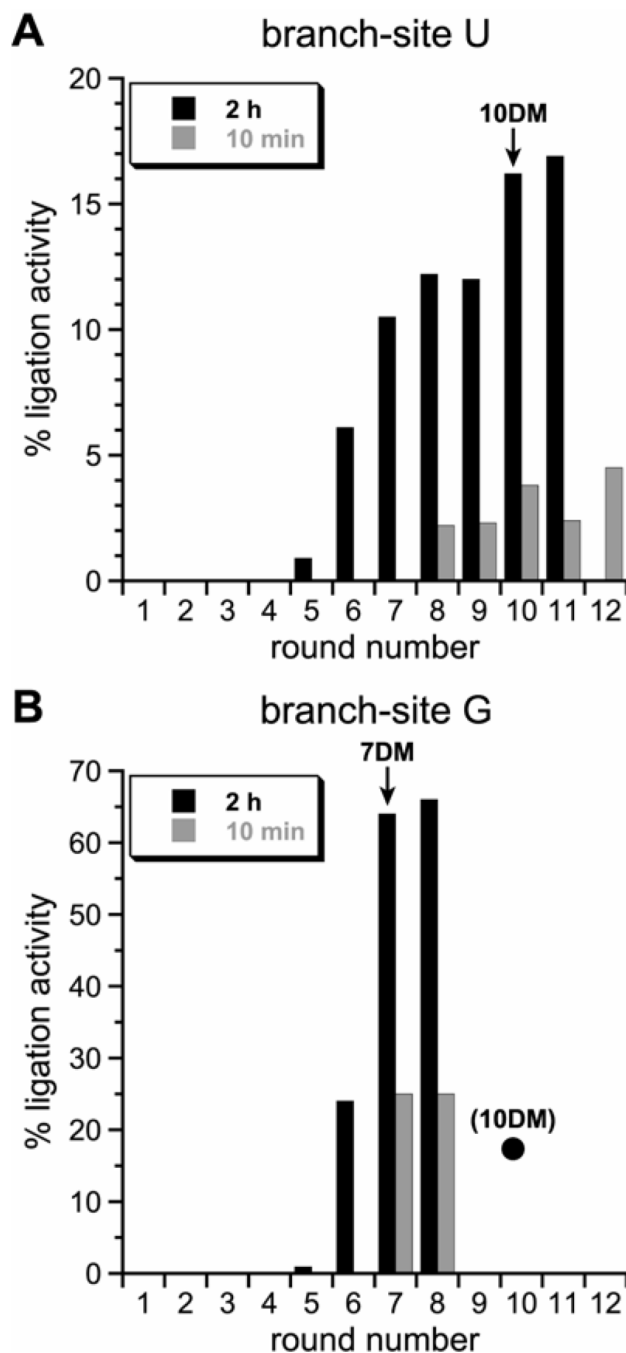 A
branch-site U
2 h
10 min
10DM
20
15
10
5
0
% ligation activity
1 2 3 4 5 6 7 8 9 10 11 12
round number
B
branch-site G
7DM
2 h
10 min
70
60
50
40
30
20
10
0
% ligation activity
(10DM)
1 2 3 4 5 6 7 8 9 10 11 12
round number